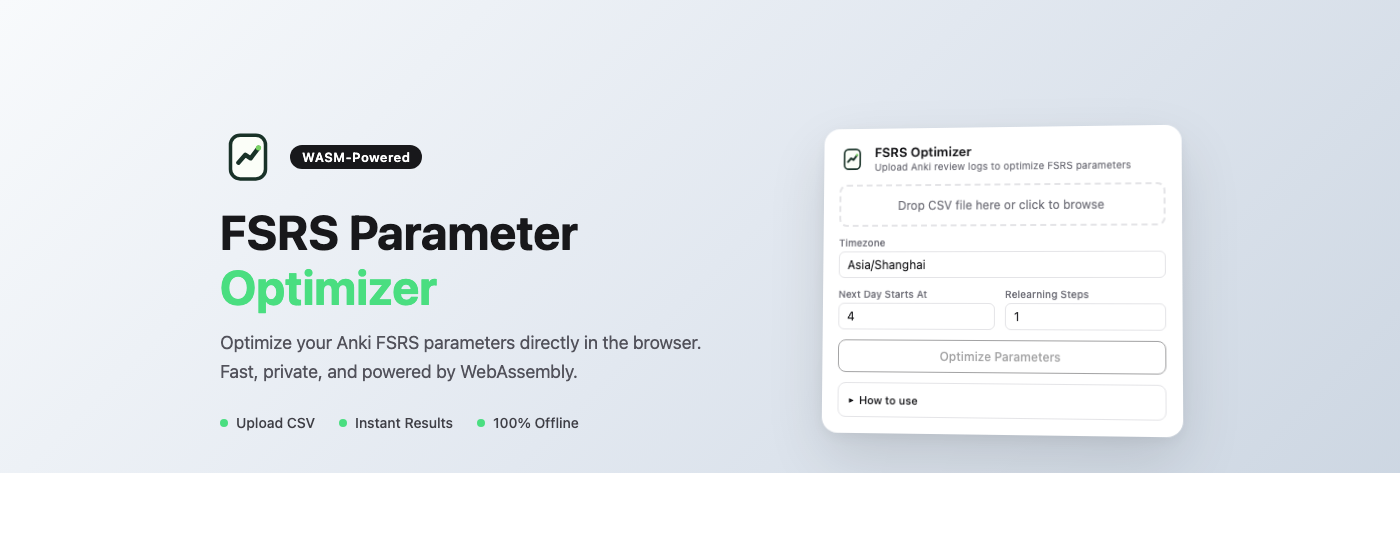 WASM-Powered
FSRS Parameter
Optimizer
Optimize your Anki FSRS parameters directly in the browser.
Fast, private, and powered by WebAssembly.
Upload CSV
Instant Results
100% Offline
FSRS Optimizer
Upload Anki review logs to optimize FSRS parameters
Drop CSV file here or click to browse
Timezone
Asia/Shanghai
Next Day Starts At
4
Relearning Steps
1
Optimize Parameters
How to use